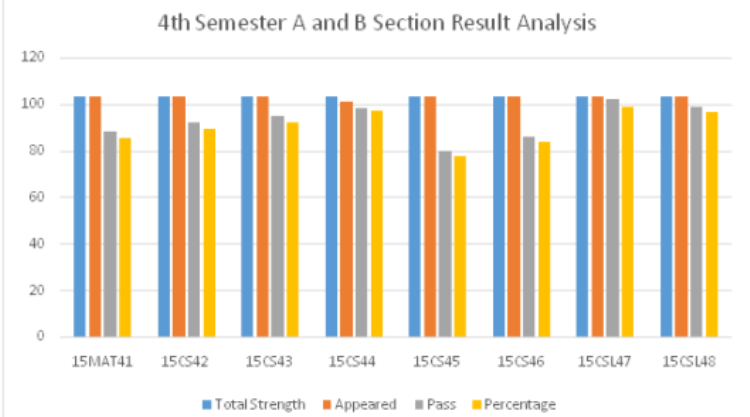 4th Semester A and B Section Result Analysis
120
100
80
60
40
20
0
15MAT41 15CS42 15CS43 15CS44 15CS45 15CS46 15CSL47 15CSL48
Total Strength Appeared Pass Percentage